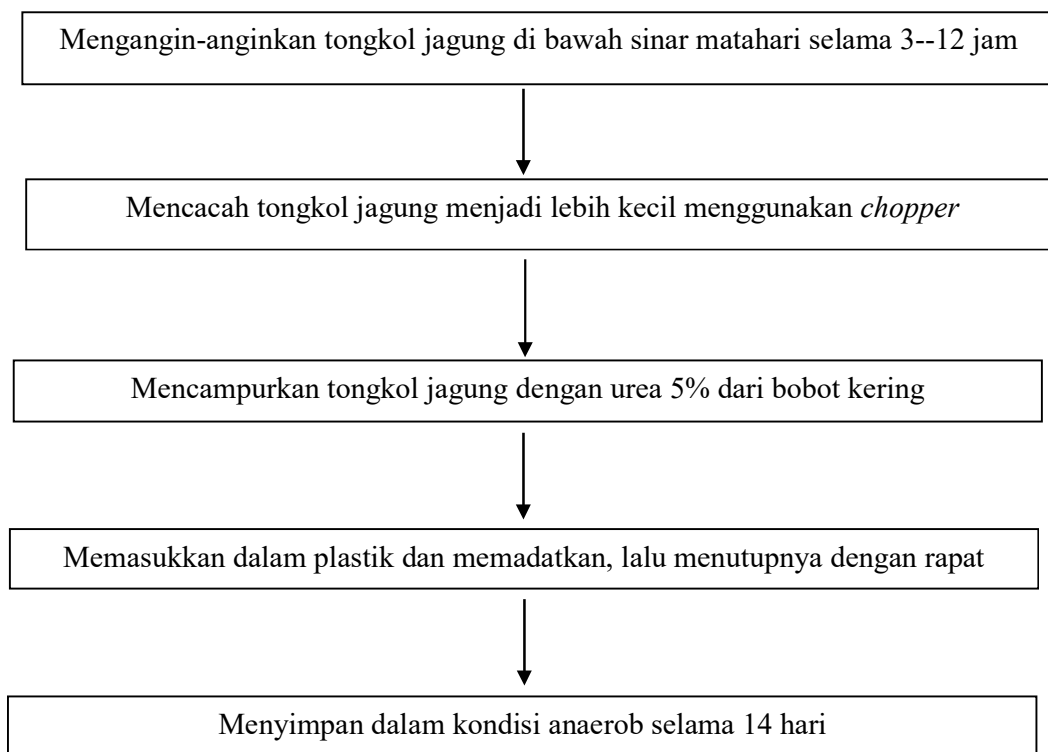 Mengangin-anginkan tongkol jagung di bawah sinar matahari selama 3--12 jam
Mencacah tongkol jagung menjadi lebih kecil menggunakan chopper
Mencampurkan tongkol jagung dengan urea 5% dari bobot kering
Memasukkan dalam plastik dan memadatkan, lalu menutupnya dengan rapat
Menyimpan dalam kondisi anaerob selama 14 hari